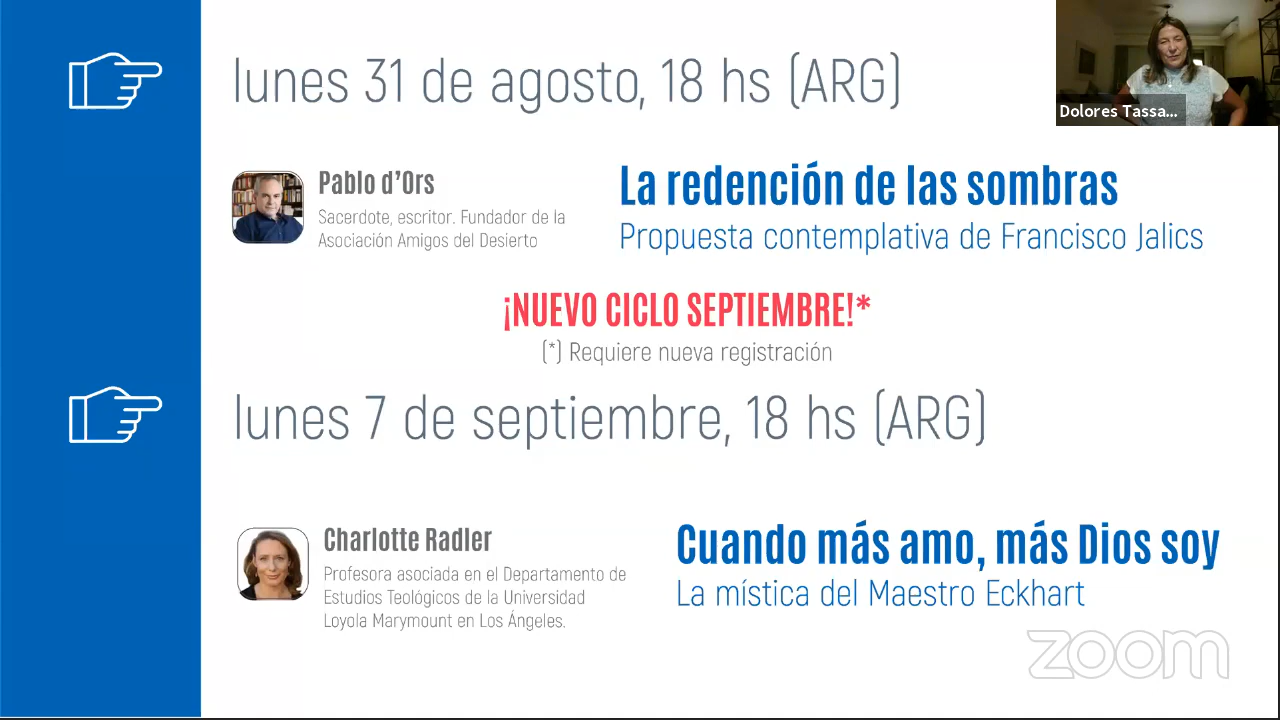 lunes 31 de agosto, 18 hs (ARG)
Dolores Tassa...
Pablo d'Ors
Sacerdote, escritor. Fundador de la
Asociación Amigos del Desierto
La redención de las sombras
Propuesta contemplativa de Francisco Jalics
¡NUEVO CICLO SEPTIEMBRE!*
(*) Requiere nueva registración
lunes 7 de septiembre, 18 hs (ARG)
Charlotte Radler
Profesora asociada en el Departamento de
Estudios Teológicos de la Universidad
Loyola Marymount en Los Ángeles.
Cuando más amo, más Dios soy
La mística del Maestro Eckhart
zoom